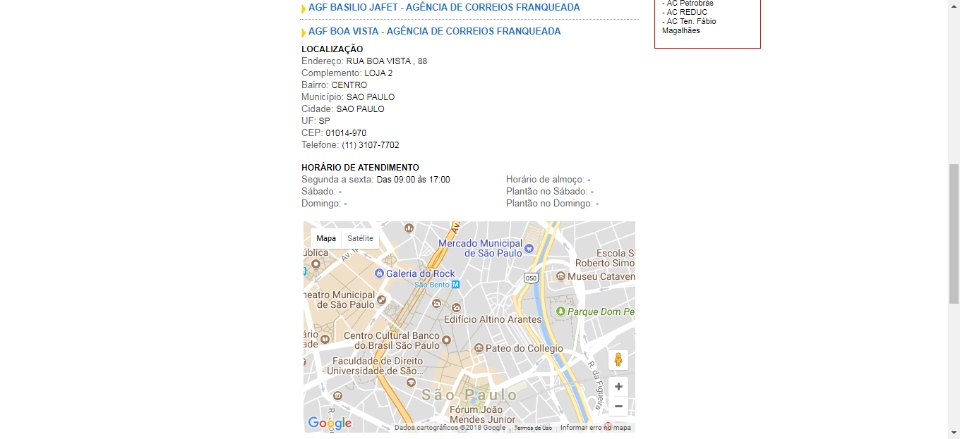 AGF BASILIO JAFET - AGÊNCIA DE CORREIOS FRANQUEADA
AGF BOA VISTA - AGÊNCIA DE CORREIOS FRANQUEADA
LOCALIZAÇÃO
Endereço: RUA BOA VISTA , 88
Complemento: LOJA 2
Bairro: CENTRO
Município: SAO PAULO
Cidade: SAO PAULO
UF: SP
CEP: 01014-970
Telefone: (11) 3107-7702
HORÁRIO DE ATENDIMENTO
Segunda a sexta: Das 09:00 às 17:00
Horário de almoço: -
Sábado: -
Plantão no Sábado: -
Domingo: -
Plantão no Domingo: -
- AC Petrobrás
- AC REDUC
- AC Ten. Fábio
Magalhães
Mapa
Satélite
Mercado Municipal
de São Paulo
Escola S
Roberto Simo
Galeria do Rock
São Bento M
050
Museu Cataven
Municipal
de São Paulo
Parque Dom Pe
Edifício Altino Arantes
Centro Cultural Banco
do Brasil São Paulo
Pateo do Collegio
Faculdade de Direito
- Universidade de São...
R. da Figueira
São Paulo
Fórum João
Mendes Júnior
Google
Dados cartográficos ©2018 Google
Termos de Uso
Informar erro no mapa